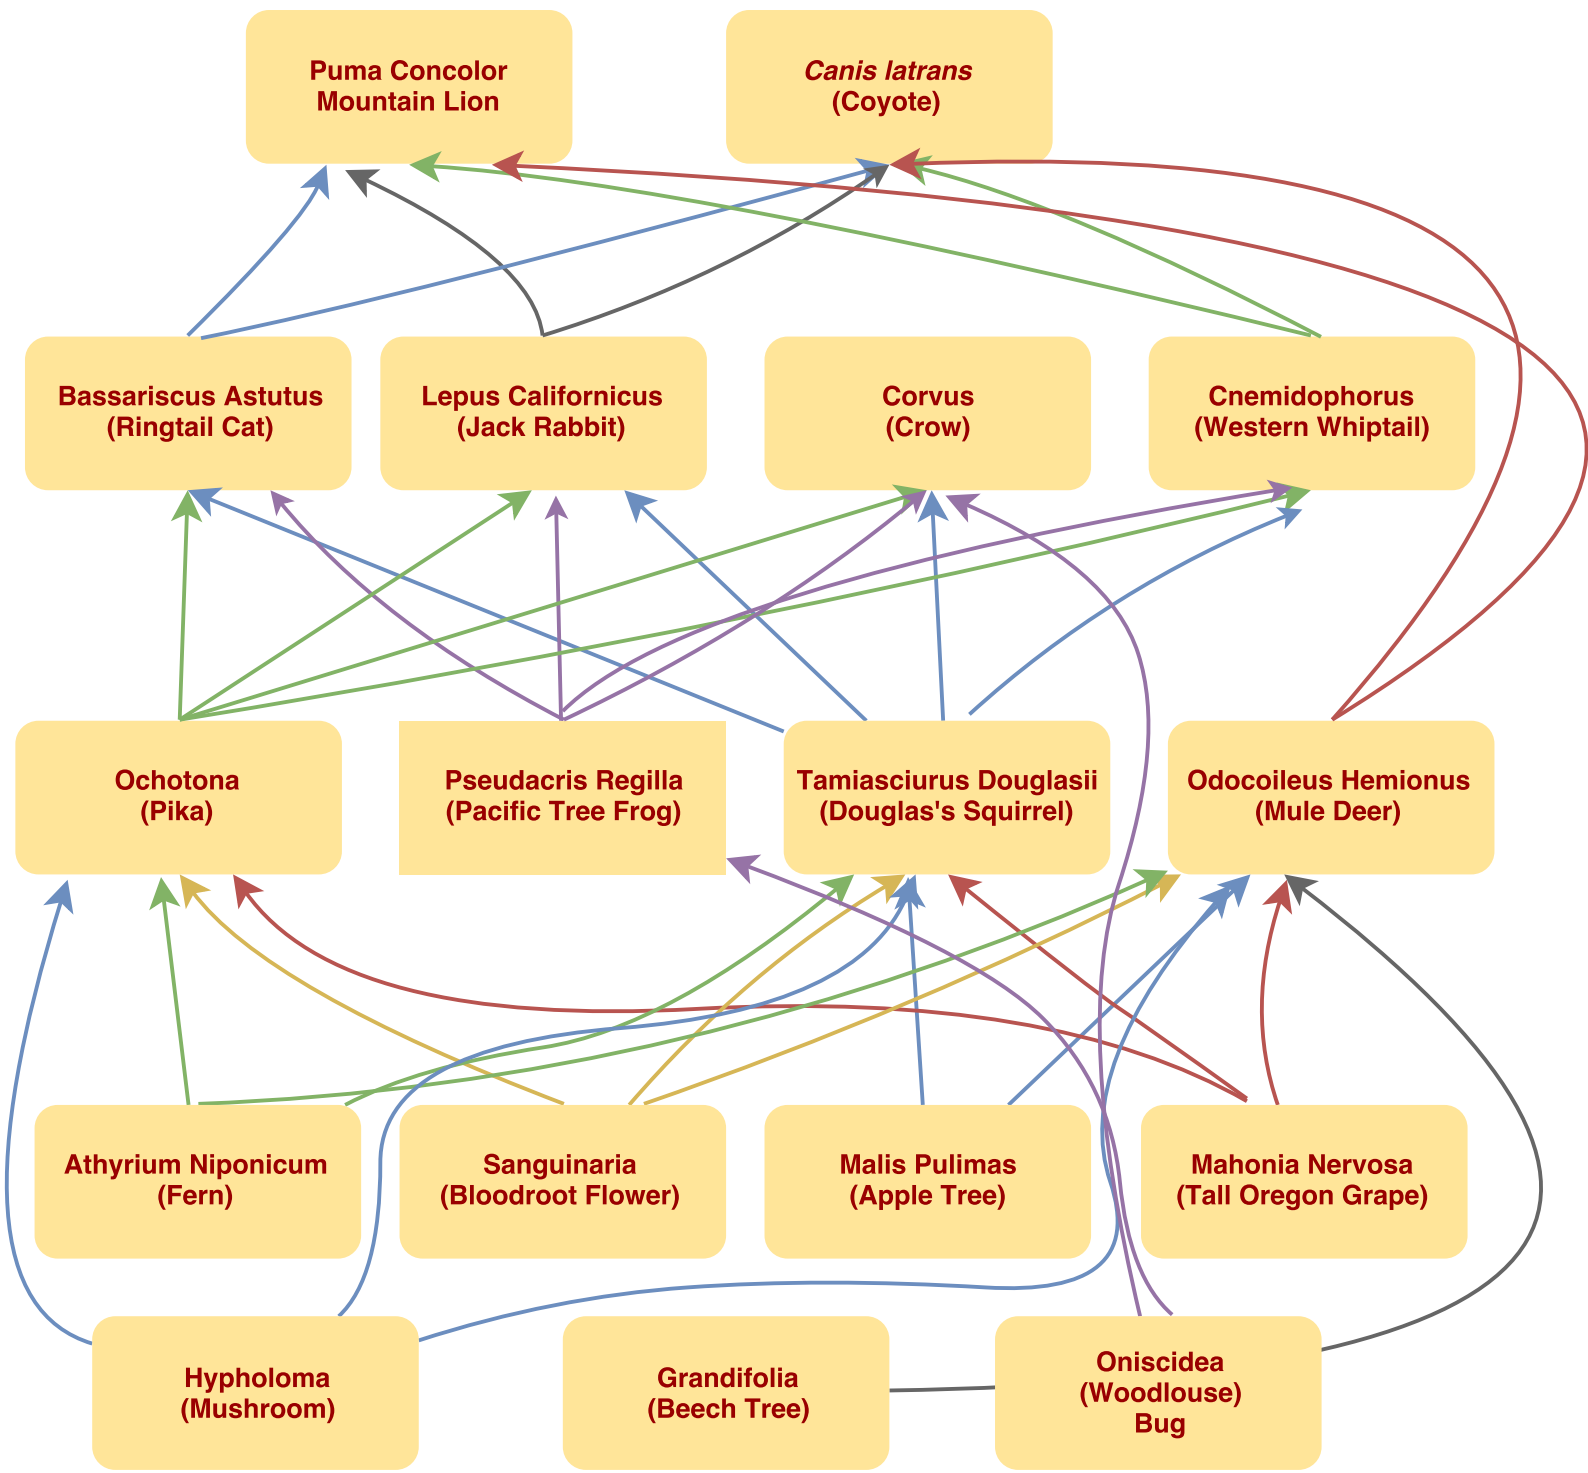 Puma Concolor
Mountain Lion
Canis latrans
(Coyote)
Bassariscus Astutus
(Ringtail Cat)
Lepus Californicus
(Jack Rabbit)
Corvus
(Crow)
Cnemidophorus
(Western Whiptail)
Ochotona
(Pika)
Pseudacris Regilla
(Pacific Tree Frog)
Tamiasciurus Douglasii
(Douglas's Squirrel)
Odocoileus Hemionus
(Mule Deer)
Athyrium Niponicum
(Fern)
Sanguinaria
(Bloodroot Flower)
Malis Pulimas
(Apple Tree)
Mahonia Nervosa
(Tall Oregon Grape)
Hypholoma
(Mushroom)
Grandifolia
(Beech Tree)
Oniscidea
(Woodlouse)
Bug